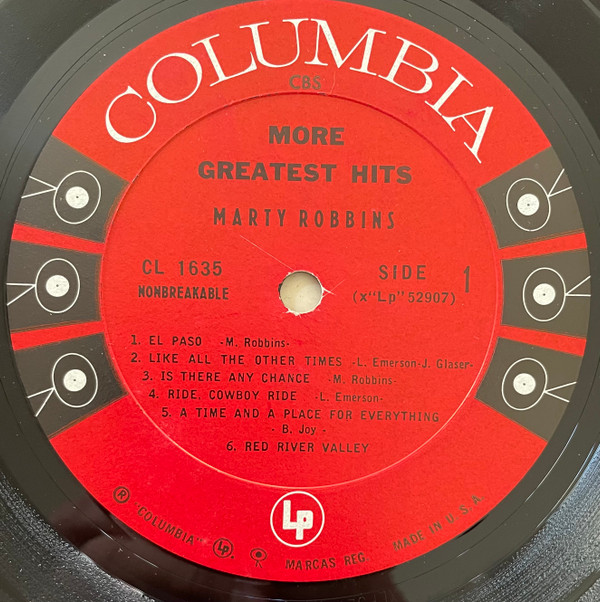 COLUMBIA
CBS
MORE
GREATEST HITS
MARTY ROBBINS
CL 1635
NONBREAKABLE
SIDE 1
(x"Lp"52907)
1. EL PASO -M. Robbins-
2. LIKE ALL THE OTHER TIMES -L. Emerson-J. Glaser-
3. IS THERE ANY CHANCE -M. Robbins-
4. RIDE, COWBOY RIDE -L. Emerson-
5. A TIME AND A PLACE FOR EVERYTHING
- B. Joy -
6. RED RIVER VALLEY
Lp
® "COLUMBIA", Lp, MARCAS REG. MADE IN U. S. A.